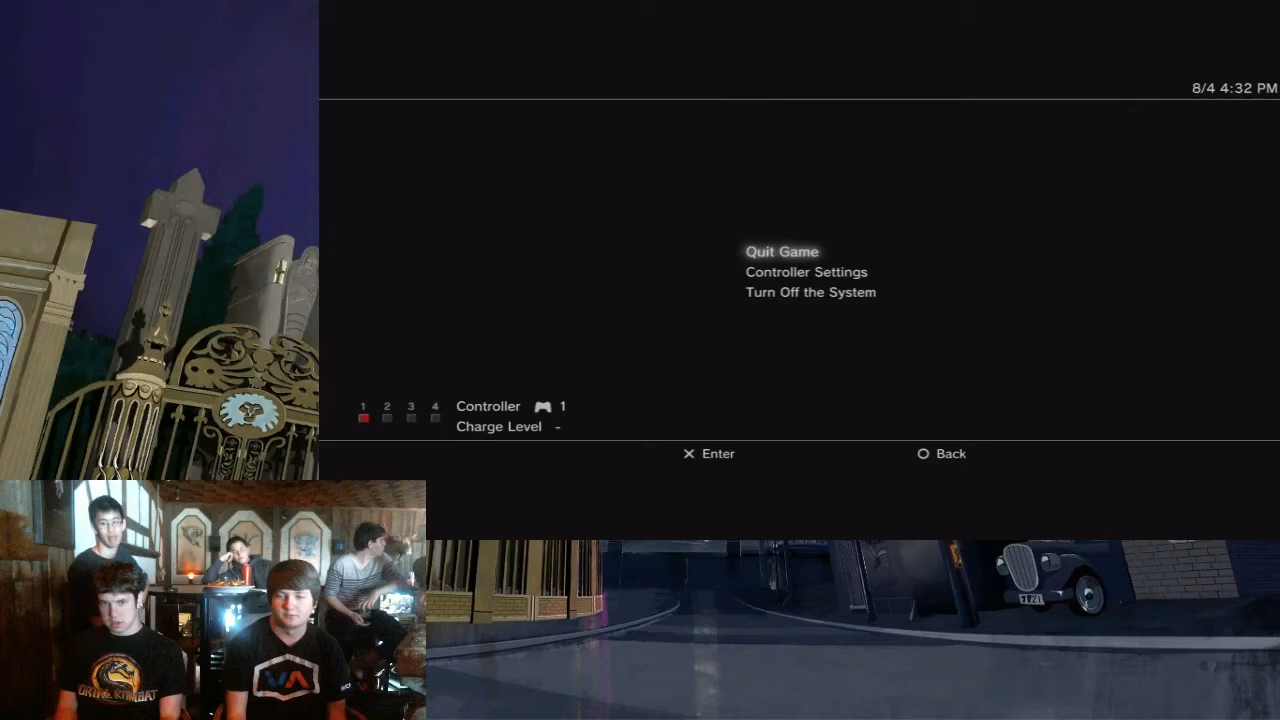 8/4 4:32 PM
Quit Game
Controller Settings
Turn Off the System
1 2 3 4
Controller 1
Charge Level -
Enter
Back
VA